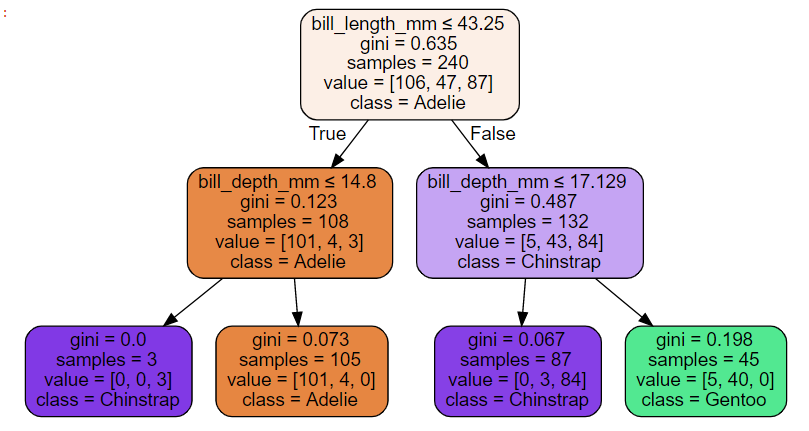 :
bill_length_mm ≤ 43.25
gini = 0.635
samples = 240
value = [106, 47, 87]
class = Adelie
True
False
bill_depth_mm ≤ 14.8
gini = 0.123
samples = 108
value = [101, 4, 3]
class = Adelie
bill_depth_mm ≤ 17.129
gini = 0.487
samples = 132
value = [5, 43, 84]
class = Chinstrap
gini = 0.0
samples = 3
value = [0, 0, 3]
class = Chinstrap
gini = 0.073
samples = 105
value = [101, 4, 0]
class = Adelie
gini = 0.067
samples = 87
value = [0, 3, 84]
class = Chinstrap
gini = 0.198
samples = 45
value = [5, 40, 0]
class = Gentoo